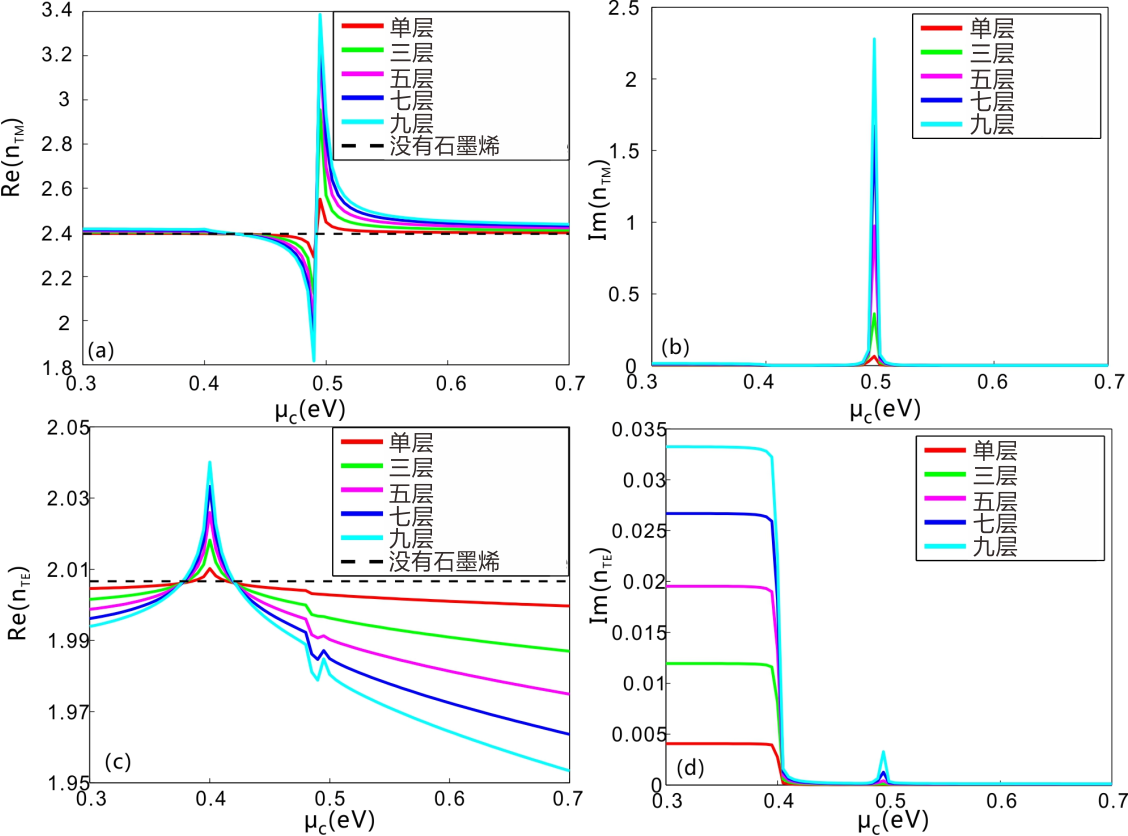 3.4
3.2
3
2.8
2.6
2.4
2.2
2
1.8
Re(nTM)
单层
三层
五层
七层
九层
没有石墨烯
(a)
0.3 0.4 0.5 0.6 0.7
μc(eV)
2.5
2
1.5
1
0.5
0
Im(nTM)
单层
三层
五层
七层
九层
(b)
0.3 0.4 0.5 0.6 0.7
μc(eV)
2.05
2.03
2.01
1.99
1.97
1.95
Re(nTE)
单层
三层
五层
七层
九层
没有石墨烯
(c)
0.3 0.4 0.5 0.6 0.7
μc(eV)
0.035
0.03
0.025
0.02
0.015
0.01
0.005
0
Im(nTE)
单层
三层
五层
七层
九层
(d)
0.3 0.4 0.5 0.6 0.7
μc(eV)